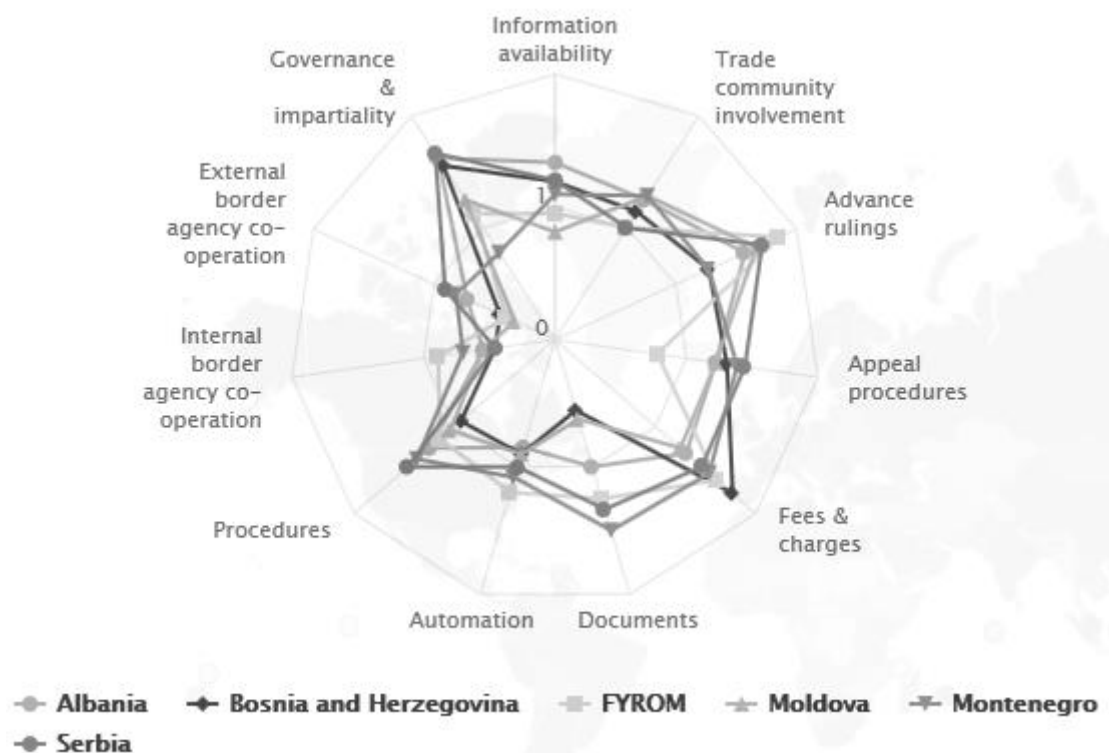 Information
availability
Trade
community
involvement
Advance
rulings
Appeal
procedures
Fees &
charges
Documents
Automation
Procedures
Internal
border
agency co-
operation
External
border
agency co-
operation
Governance
&
impartiality
1
0
Albania
Bosnia and Herzegovina
FYROM
Moldova
Montenegro
Serbia